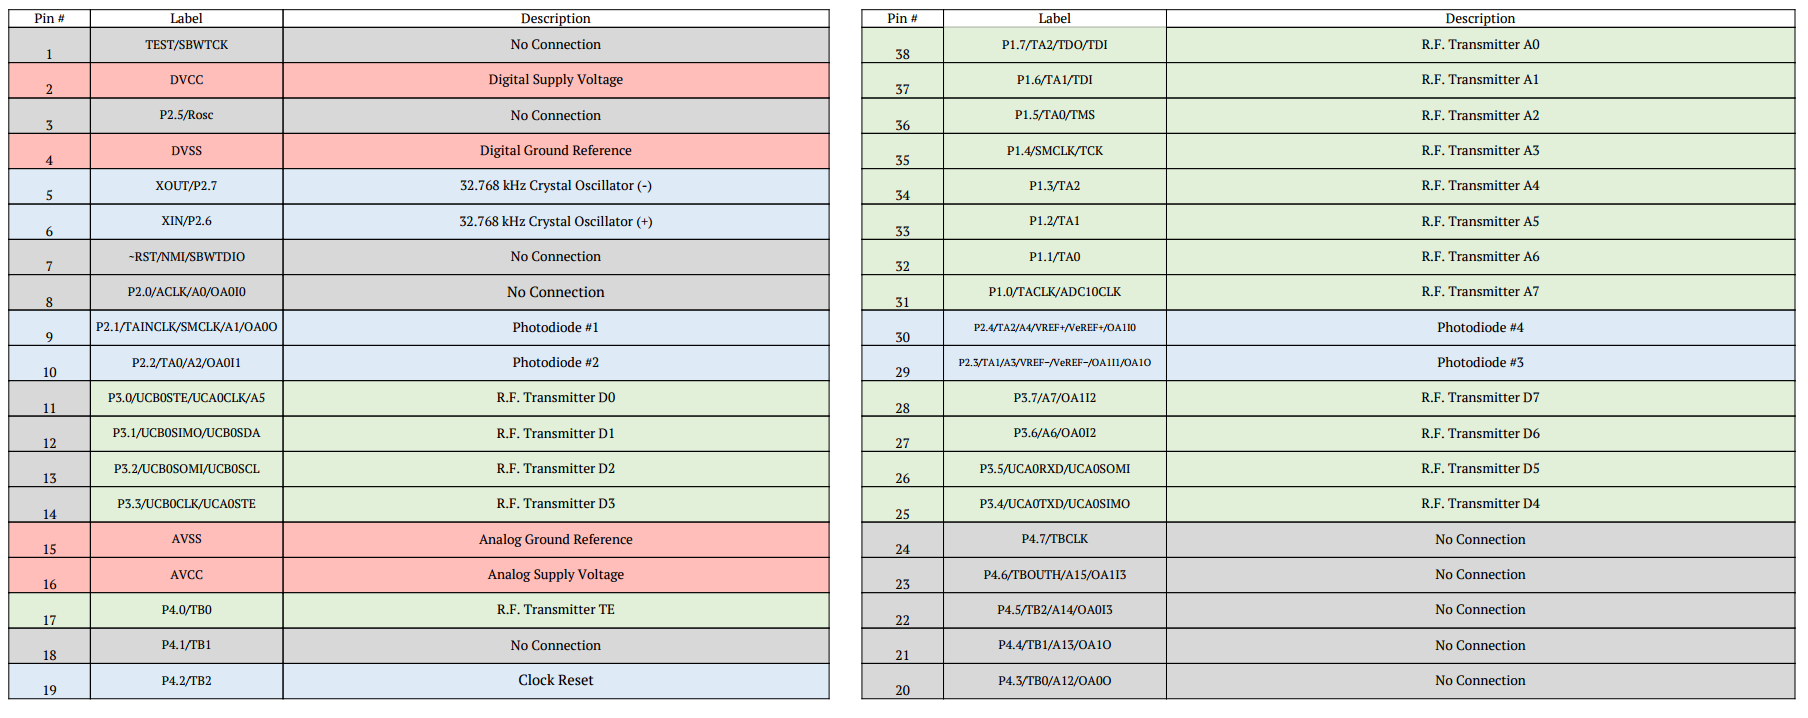 Pin # Label Description
1 TEST/SBWTCK No Connection
2 DVCC Digital Supply Voltage
3 P2.5/Rosc No Connection
4 DVSS Digital Ground Reference
5 XOUT/P2.7 32.768 kHz Crystal Oscillator (-)
6 XIN/P2.6 32.768 kHz Crystal Oscillator (+)
7 ~RST/NMI/SBWTDIO No Connection
8 P2.0/ACLK/A0/OA0I0 No Connection
9 P2.1/TAINCLK/SMCLK/A1/OA0O Photodiode #1
10 P2.2/TA0/A2/OA0I1 Photodiode #2
11 P3.0/UCB0STE/UCA0CLK/A5 R.F. Transmitter D0
12 P3.1/UCB0SIMO/UCB0SDA R.F. Transmitter D1
13 P3.2/UCB0SOMI/UCB0SCL R.F. Transmitter D2
14 P3.3/UCB0CLK/UCA0STE R.F. Transmitter D3
15 AVSS Analog Ground Reference
16 AVCC Analog Supply Voltage
17 P4.0/TB0 R.F. Transmitter TE
18 P4.1/TB1 No Connection
19 P4.2/TB2 Clock Reset
Pin # Label Description
38 P1.7/TA2/TDO/TDI R.F. Transmitter A0
37 P1.6/TA1/TDI R.F. Transmitter A1
36 P1.5/TA0/TMS R.F. Transmitter A2
35 P1.4/SMCLK/TCK R.F. Transmitter A3
34 P1.3/TA2 R.F. Transmitter A4
33 P1.2/TA1 R.F. Transmitter A5
32 P1.1/TA0 R.F. Transmitter A6
31 P1.0/TACLK/ADC10CLK R.F. Transmitter A7
30 P2.4/TA2/A4/VREF+/VeREF+/OA1I0 Photodiode #4
29 P2.3/TA1/A3/VREF−/VeREF−/OA1I1/OA1O Photodiode #3
28 P3.7/A7/OA1I2 R.F. Transmitter D7
27 P3.6/A6/OA0I2 R.F. Transmitter D6
26 P3.5/UCA0RXD/UCA0SOMI R.F. Transmitter D5
25 P3.4/UCA0TXD/UCA0SIMO R.F. Transmitter D4
24 P4.7/TBCLK No Connection
23 P4.6/TBOUTH/A15/OA1I3 No Connection
22 P4.5/TB2/A14/OA0I3 No Connection
21 P4.4/TB1/A13/OA1O No Connection
20 P4.3/TB0/A12/OA0O No Connection